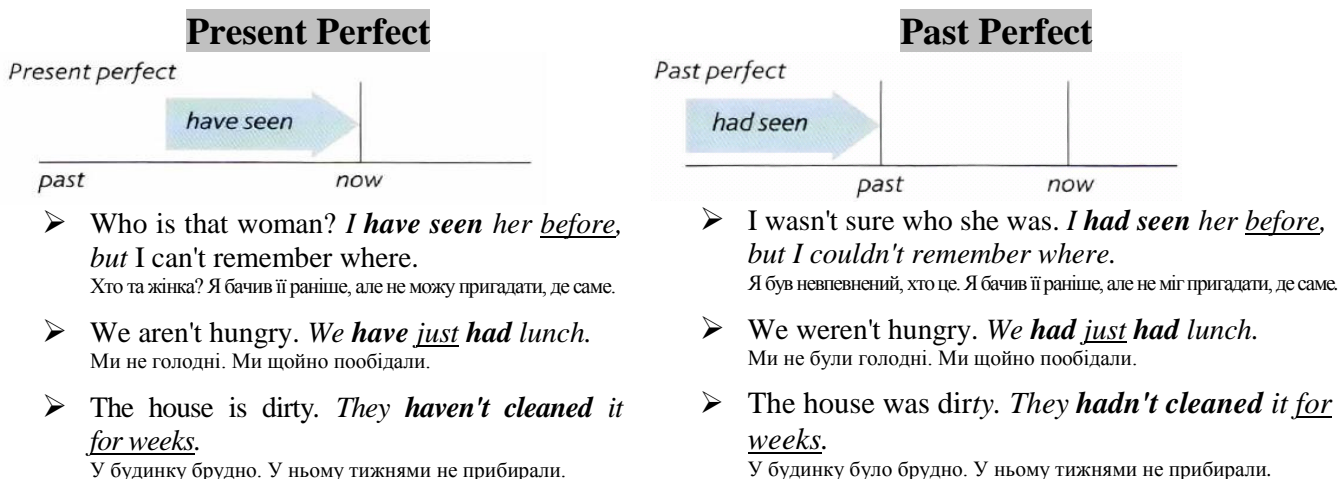 Present Perfect
Present perfect
have seen
past now
➢ Who is that woman? I have seen her before,
but I can't remember where.
Хто та жінка? Я бачив її раніше, але не можу пригадати, де саме.
➢ We aren't hungry. We have just had lunch.
Ми не голодні. Ми щойно пообідали.
➢ The house is dirty. They haven't cleaned it
for weeks.
У будинку брудно. У ньому тижнями не прибирали.
Past Perfect
Past perfect
had seen
past now
➢ I wasn't sure who she was. I had seen her before,
but I couldn't remember where.
Я був невпевнений, хто це. Я бачив її раніше, але не міг пригадати, де саме.
➢ We weren't hungry. We had just had lunch.
Ми не були голодні. Ми щойно пообідали.
➢ The house was dirty. They hadn't cleaned it for
weeks.
У будинку було брудно. У ньому тижнями не прибирали.